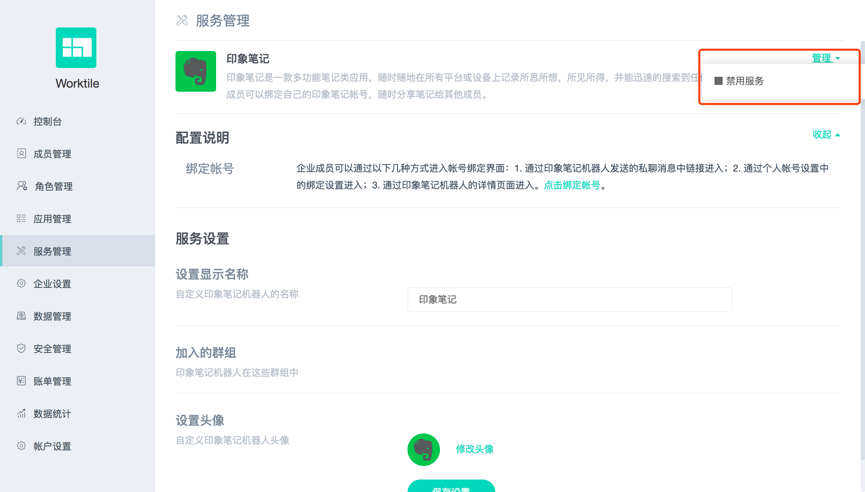 Worktile
控制台
成员管理
角色管理
应用管理
服务管理
企业设置
数据管理
安全管理
账单管理
数据统计
帐户设置
服务管理
印象笔记
管理
印象笔记是一款多功能笔记类应用，随时随地在所有平台或设备上记录所思所想，所见所得，并能迅速的搜索到任
成员可以绑定自己的印象笔记帐号，随时分享笔记给其他成员。
禁用服务
配置说明
收起
绑定帐号
企业成员可以通过以下几种方式进入帐号绑定界面：1. 通过印象笔记机器人发送的私聊消息中链接进入；2. 通过个人帐号设置中
的绑定设置进入；3. 通过印象笔记机器人的详情页面进入。点击绑定帐号。
服务设置
设置显示名称
自定义印象笔记机器人的名称
印象笔记
加入的群组
印象笔记机器人在这些群组中
设置头像
自定义印象笔记机器人头像
修改头像
保存设置